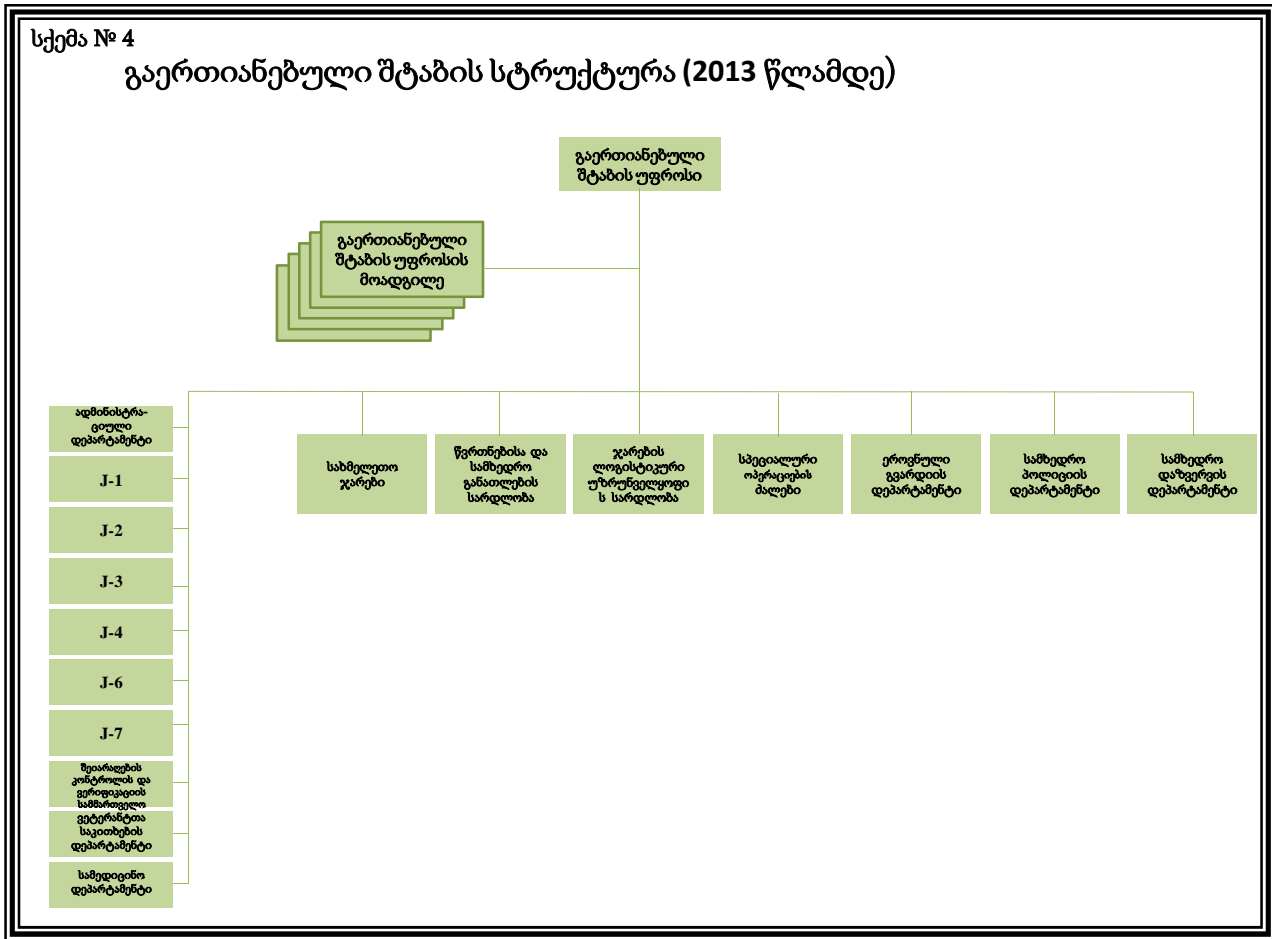 სქემა № 4
გაერთიანებული შტაბის სტრუქტურა (2013 წლამდე)
გაერთიანებული
შტაბის უფროსი
გაერთიანებული
შტაბის უფროსის
მოადგილე
ადმინისტრა-
ციული
დეპარტამენტი
J-1
J-2
J-3
J-4
J-6
J-7
შეიარაღების
კონტროლის და
ვერიფიკაციის
სამმართველო
ვეტერანტთა
საკითხების
დეპარტამენტი
სამედიცინო
დეპარტამენტი
სახმელეთო
ჯარები
წვრთნებისა და
სამხედრო
განათლების
სარდლობა
ჯარების
ლოგისტიკური
უზრუნველყოფი
ს სარდლობა
სპეციალური
ოპერაციების
ძალები
ეროვნული
გვარდიის
დეპარტამენტი
სამხედრო
პოლიციის
დეპარტამენტი
სამხედრო
დაზვერვის
დეპარტამენტი